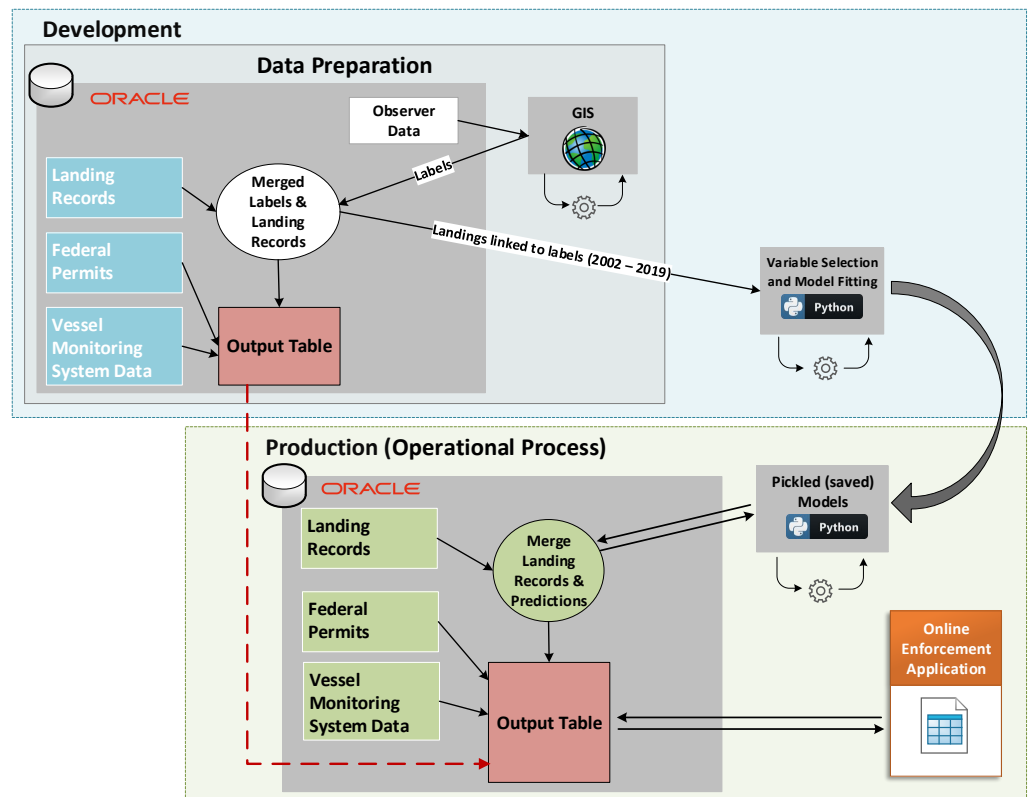 Development
Data Preparation
ORACLE
Observer
Data
GIS
Labels
Landing
Records
Merged
Labels &
Landing
Records
Landings linked to labels (2002 – 2019)
Federal
Permits
Variable Selection
and Model Fitting
Python
Vessel
Monitoring
System Data
Output Table
Production (Operational Process)
ORACLE
Pickled (saved)
Models
Python
Landing
Records
Merge
Landing
Records &
Predictions
Federal
Permits
Online
Enforcement
Application
Vessel
Monitoring
System Data
Output Table